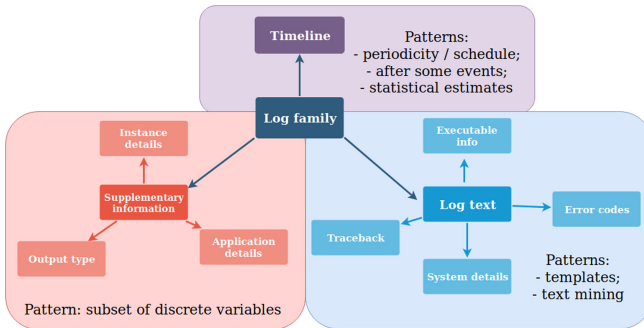 Timeline
Patterns:
- periodicity / schedule;
- after some events;
- statistical estimates
Log family
Instance
details
Supplementary
information
Output type
Application
details
Pattern: subset of discrete variables
Executable
info
Log text
Error codes
Traceback
System details
Patterns:
- templates;
- text mining